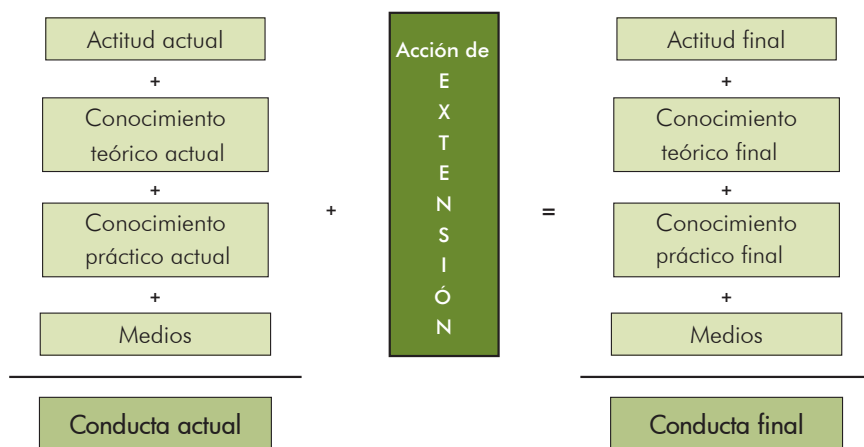 Actitud actual
+
Conocimiento
teórico actual
+
Conocimiento
práctico actual
+
Medios
Conducta actual
+
Acción de
E
X
T
E
N
S
I
Ó
N
=
Actitud final
+
Conocimiento
teórico final
+
Conocimiento
práctico final
+
Medios
Conducta final